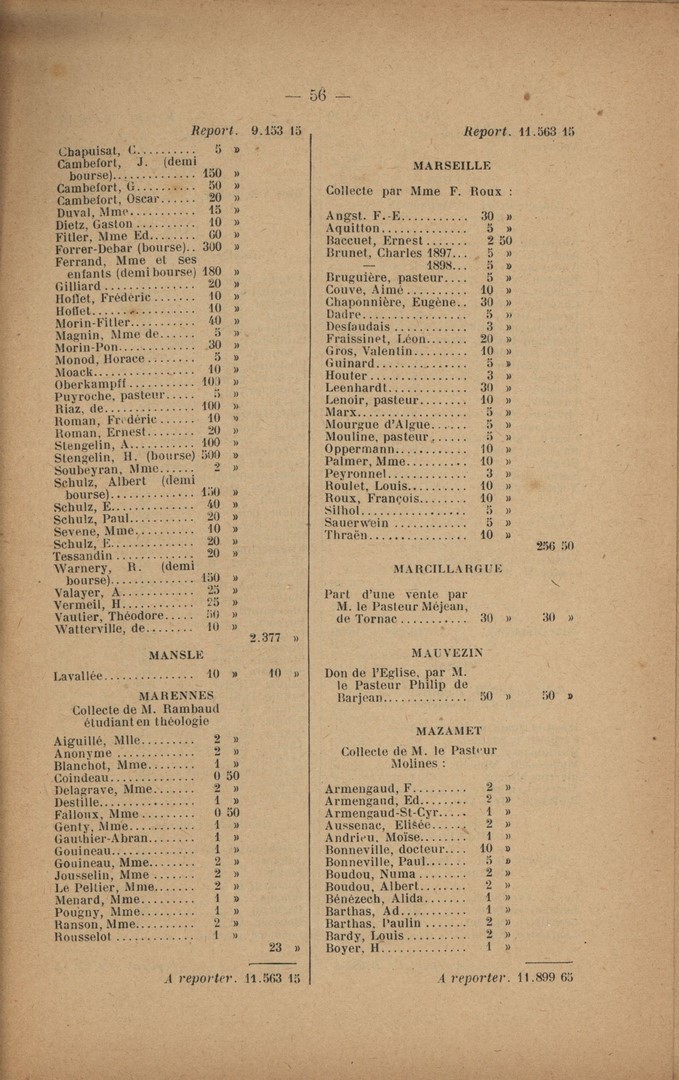 — 56 —
Report. 9.153 15
Chapuisat, C.......... 5 »
Cambefort, J. (demi
bourse)............. 150 »
Cambefort, G......... 50 »
Cambefort, Oscar...... 20 »
Duval, Mme........... 15 »
Dietz, Gaston .......... 10 »
Fitler, Mme Ed........ 60 »
Forrer-Debar (bourse).. 300 »
Ferrand, Mme et ses
enfants (demi bourse) 180 »
Gilliard ............... 20 »
Hoffet, Frédéric ....... 10 »
Hoffet................. 10 »
Morin-Fitler........... 40 »
Magnin, Mme de....... 5 »
Morin-Pon............. 30 »
Monod, Horace ........ 5 »
Moack................. 10 »
Oberkampff............ 100 »
Puyroche, pasteur..... 5 »
Riaz, de............... 100 »
Roman, Frédéric ...... 10 »
Roman, Ernest........ 20 »
Stengelin, A........... 100 »
Stengelin, H. (bourse) 500 »
Soubeyran, Mme...... 2 »
Schulz, Albert (demi
bourse)............. 150 »
Schulz, E............. 40 »
Schulz, Paul........... 20 »
Sevene, Mme.......... 10 »
Schulz, E............. 20 »
Tessandin ............. 20 »
Warnery, R. (demi
bourse)............. 150 »
Valayer, A............ 25 »
Vermeil, H............ 25 »
Vautier, Théodore..... 50 »
Watterville, de......... 10 »
2.377 »
MANSLE
Lavallée............... 10 » 10 »
MARENNES
Collecte de M. Rambaud
étudiant en théologie
Aiguillé, Mlle......... 2 »
Anonyme ............. 2 »
Blanchot, Mme........ 1 »
Coindeau.............. 0 50
Delagrave, Mme....... 2 »
Destille............... 1 »
Falloux, Mme ......... 0 50
Genty, Mme........... 1 »
Gauthier-Abran........ 1 »
Gouineau.............. 1 »
Gouineau, Mme........ 2 »
Jousselin, Mme ....... 2 »
Le Peltier, Mme....... 2 »
Menard, Mme......... 1 »
Pougny, Mme......... 1 »
Ranson, Mme......... 2 »
Rousselot ............. 1 »
23 »
A reporter. 11.563 15
Report. 11.563 15
MARSEILLE
Collecte par Mme F. Roux :
Angst. F.-E........... 30 »
Aquitton.............. 5 »
Baccuet, Ernest ....... 2 50
Brunet, Charles 1897... 5 »
— 1898... 5 »
Bruguière, pasteur.... 5 »
Couve, Aimé .......... 10 »
Chaponnière, Eugène.. 30 »
Dadre................. 5 »
Desfaudais ............ 3 »
Fraissinet, Léon....... 20 »
Gros, Valentin......... 10 »
Guinard............... 5 »
Houter................ 3 »
Leenhardt............. 30 »
Lenoir, pasteur........ 10 »
Marx.................. 5 »
Mourgue d'Algue...... 5 »
Mouline, pasteur...... 5 »
Oppermann............ 10 »
Palmer, Mme.......... 10 »
Peyronnel............. 3 »
Roulet, Louis.......... 10 »
Roux, François........ 10 »
Silhol................. 5 »
Sauerwein ............ 5 »
Thraën................ 10 »
256 50
MARCILLARGUE
Part d'une vente par
M. le Pasteur Méjean,
de Tornac ........... 30 » 30 »
MAUVEZIN
Don de l'Eglise, par M.
le Pasteur Philip de
Barjean.............. 50 » 50 »
MAZAMET
Collecte de M. le Pasteur
Molines :
Armengaud, F......... 2 »
Armengaud, Ed........ 2 »
Armengaud-St-Cyr..... 1 »
Aussenac, Elisée....... 2 »
Andrieu, Moïse........ 1 »
Bonneville, docteur.... 10 »
Bonneville, Paul....... 5 »
Boudou, Numa ........ 2 »
Boudou, Albert........ 2 »
Bénézech, Alida....... 1 »
Barthas, Ad........... 1 »
Barthas, Paulin ....... 2 »
Bardy, Louis.......... 2 »
Boyer, H.............. 1 »
A reporter. 11.899 65